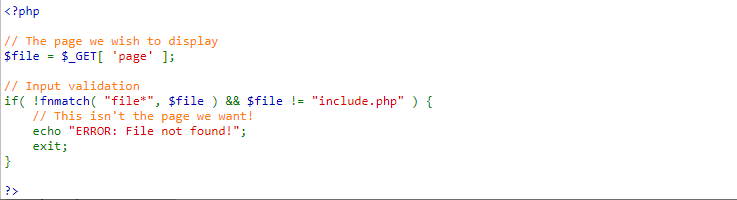 <?php
// The page we wish to display
$file = $_GET[ 'page' ];
// Input validation
if( !fnmatch( "file*", $file ) && $file != "include.php" ) {
// This isn't the page we want!
echo "ERROR: File not found!";
exit;
}
?>